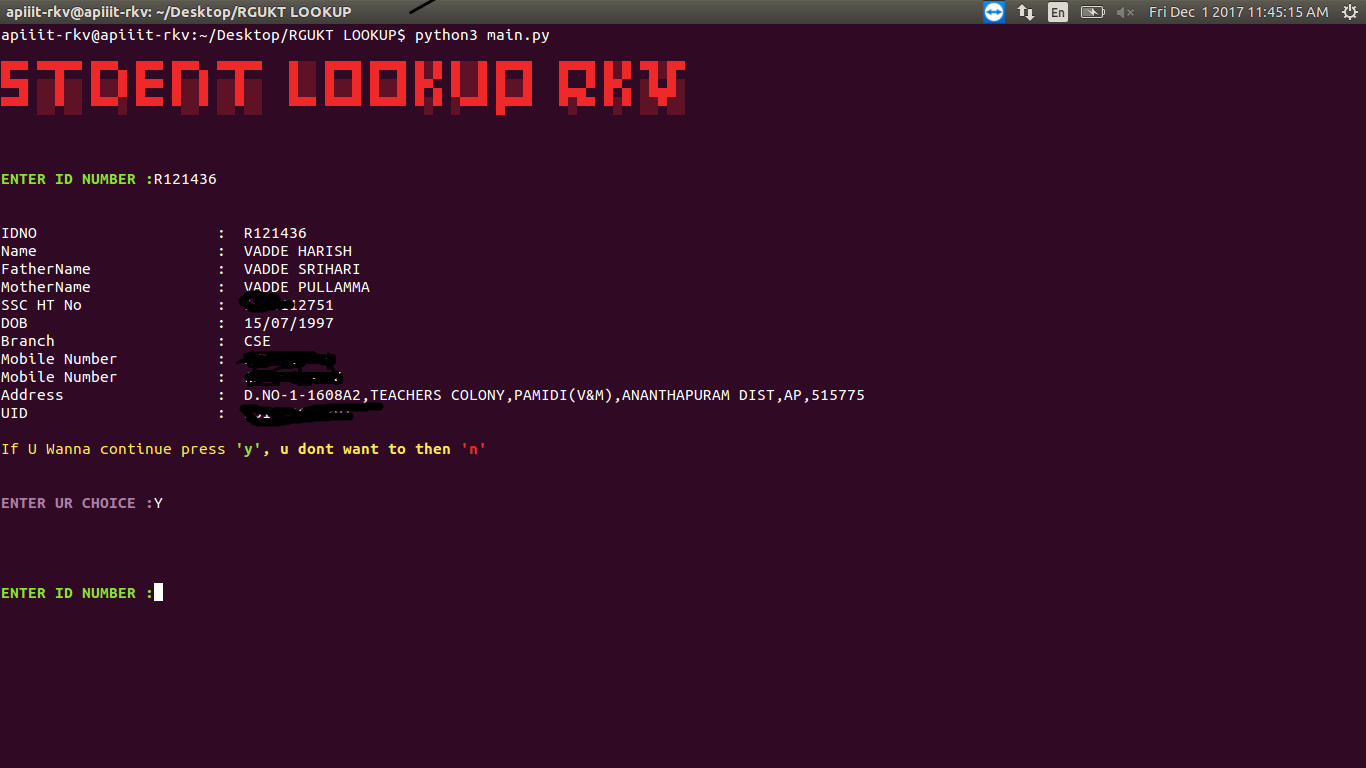 apiiit-rkv@apiiit-rkv: ~/Desktop/RGUKT LOOKUP En Fri Dec 1 2017 11:45:15 AM
apiiit-rkv@apiiit-rkv:~/Desktop/RGUKT LOOKUP$ python3 main.py
STDENT LOOKUP RKV
ENTER ID NUMBER :R121436
IDNO : R121436
Name : VADDE HARISH
FatherName : VADDE SRIHARI
MotherName : VADDE PULLAMMA
SSC HT No : 12751
DOB : 15/07/1997
Branch : CSE
Mobile Number :
Mobile Number :
Address : D.NO-1-1608A2,TEACHERS COLONY,PAMIDI(V&M),ANANTHAPURAM DIST,AP,515775
UID :
If U Wanna continue press 'y', u dont want to then 'n'
ENTER UR CHOICE :Y
ENTER ID NUMBER :